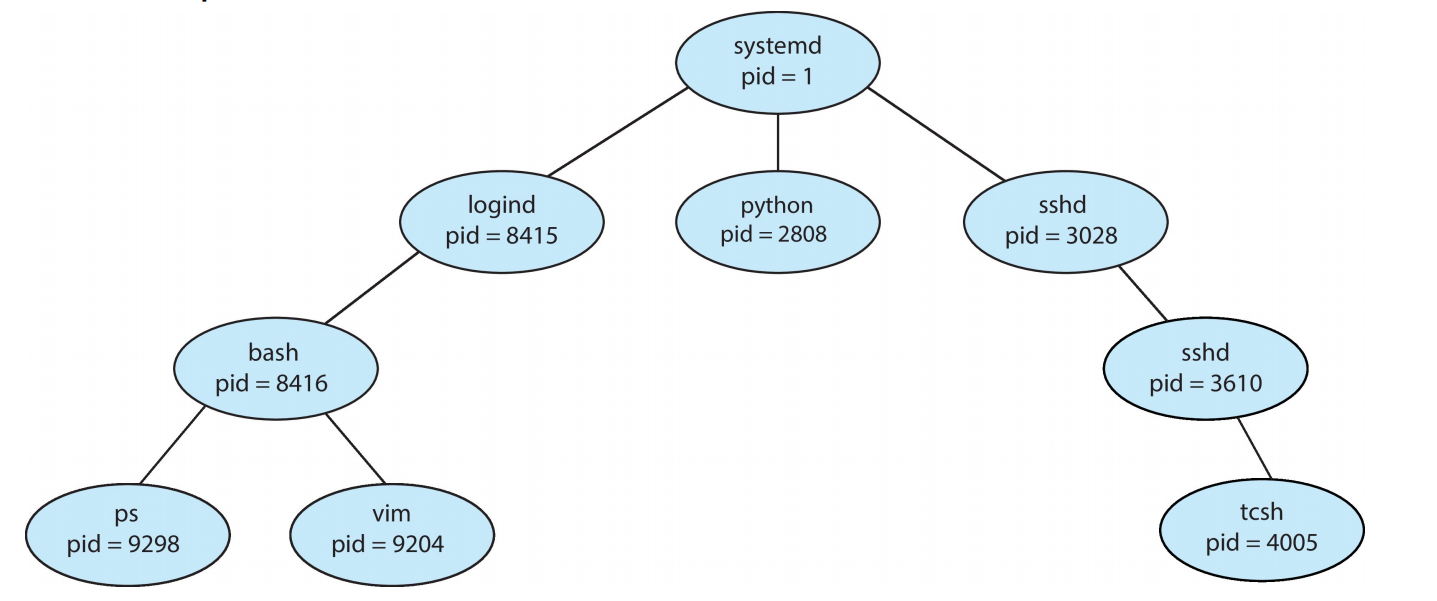 systemd
pid = 1
logind
pid = 8415
python
pid = 2808
sshd
pid = 3028
bash
pid = 8416
sshd
pid = 3610
ps
pid = 9298
vim
pid = 9204
tcsh
pid = 4005